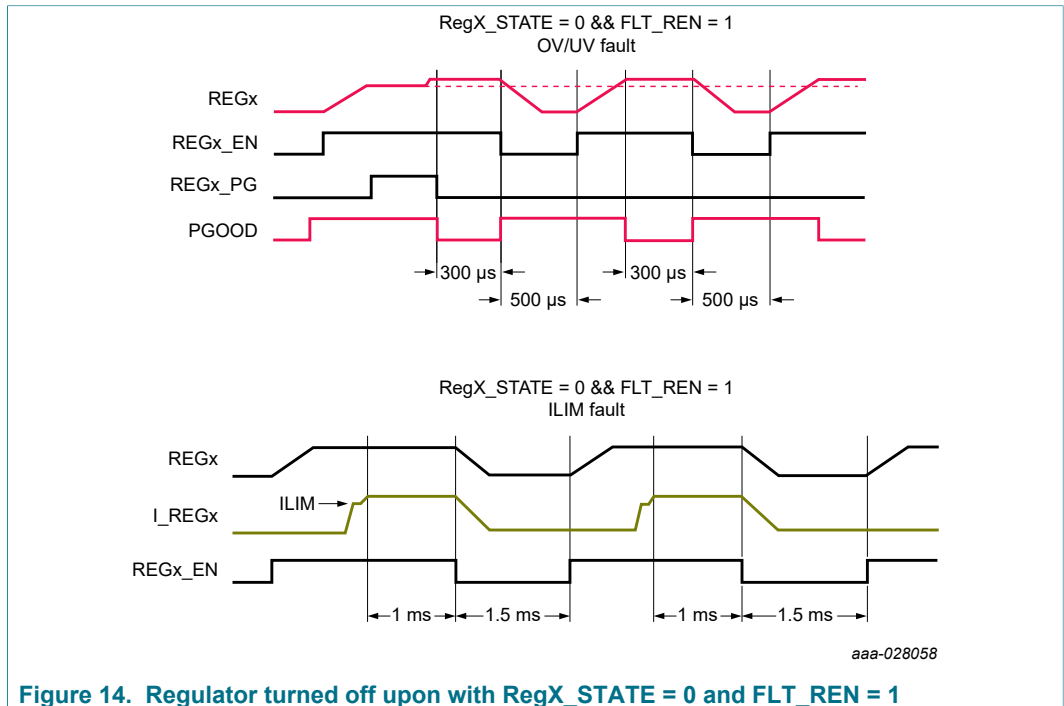 RegX_STATE = 0 && FLT_REN = 1
OV/UV fault
REGx
REGx_EN
REGx_PG
PGOOD
300 µs
300 µs
500 µs
500 µs
RegX_STATE = 0 && FLT_REN = 1
ILIM fault
REGx
ILIM
I_REGx
REGx_EN
1 ms
1.5 ms
1 ms
1.5 ms
aaa-028058
Figure 14. Regulator turned off upon with RegX_STATE = 0 and FLT_REN = 1